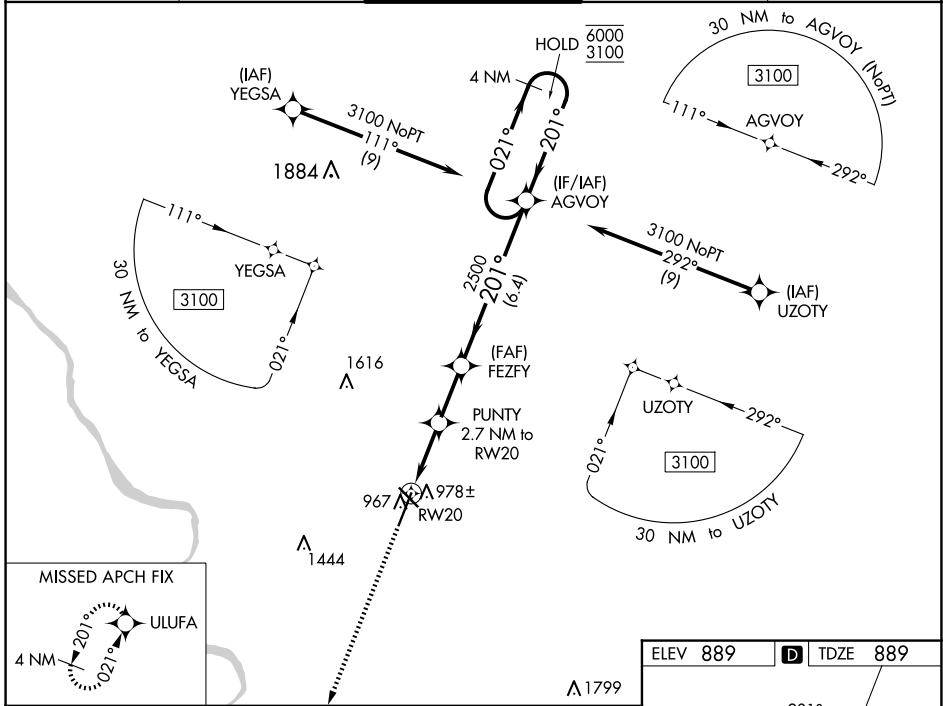 HOLD 6000
3100
4 NM
021°
201°
(IAF)
YEGSA
3100 NoPT
111°
(9)
1884
30 NM to AGVOY (NoPT)
3100
111°
AGVOY
292°
(IF/IAF)
AGVOY
3100 NoPT
292°
(9)
(IAF)
UZOTY
111°
YEGSA
3100
021°
30 NM to YEGSA
2500
201°
(6.4)
(FAF)
FEZFY
1616
PUNTY
2.7 NM to
RW20
967
978±
RW20
1444
UZOTY
292°
021°
3100
30 NM to UZOTY
MISSED APCH FIX
ULUFA
201°
021°
4 NM
1799
ELEV 889 D TDZE 889